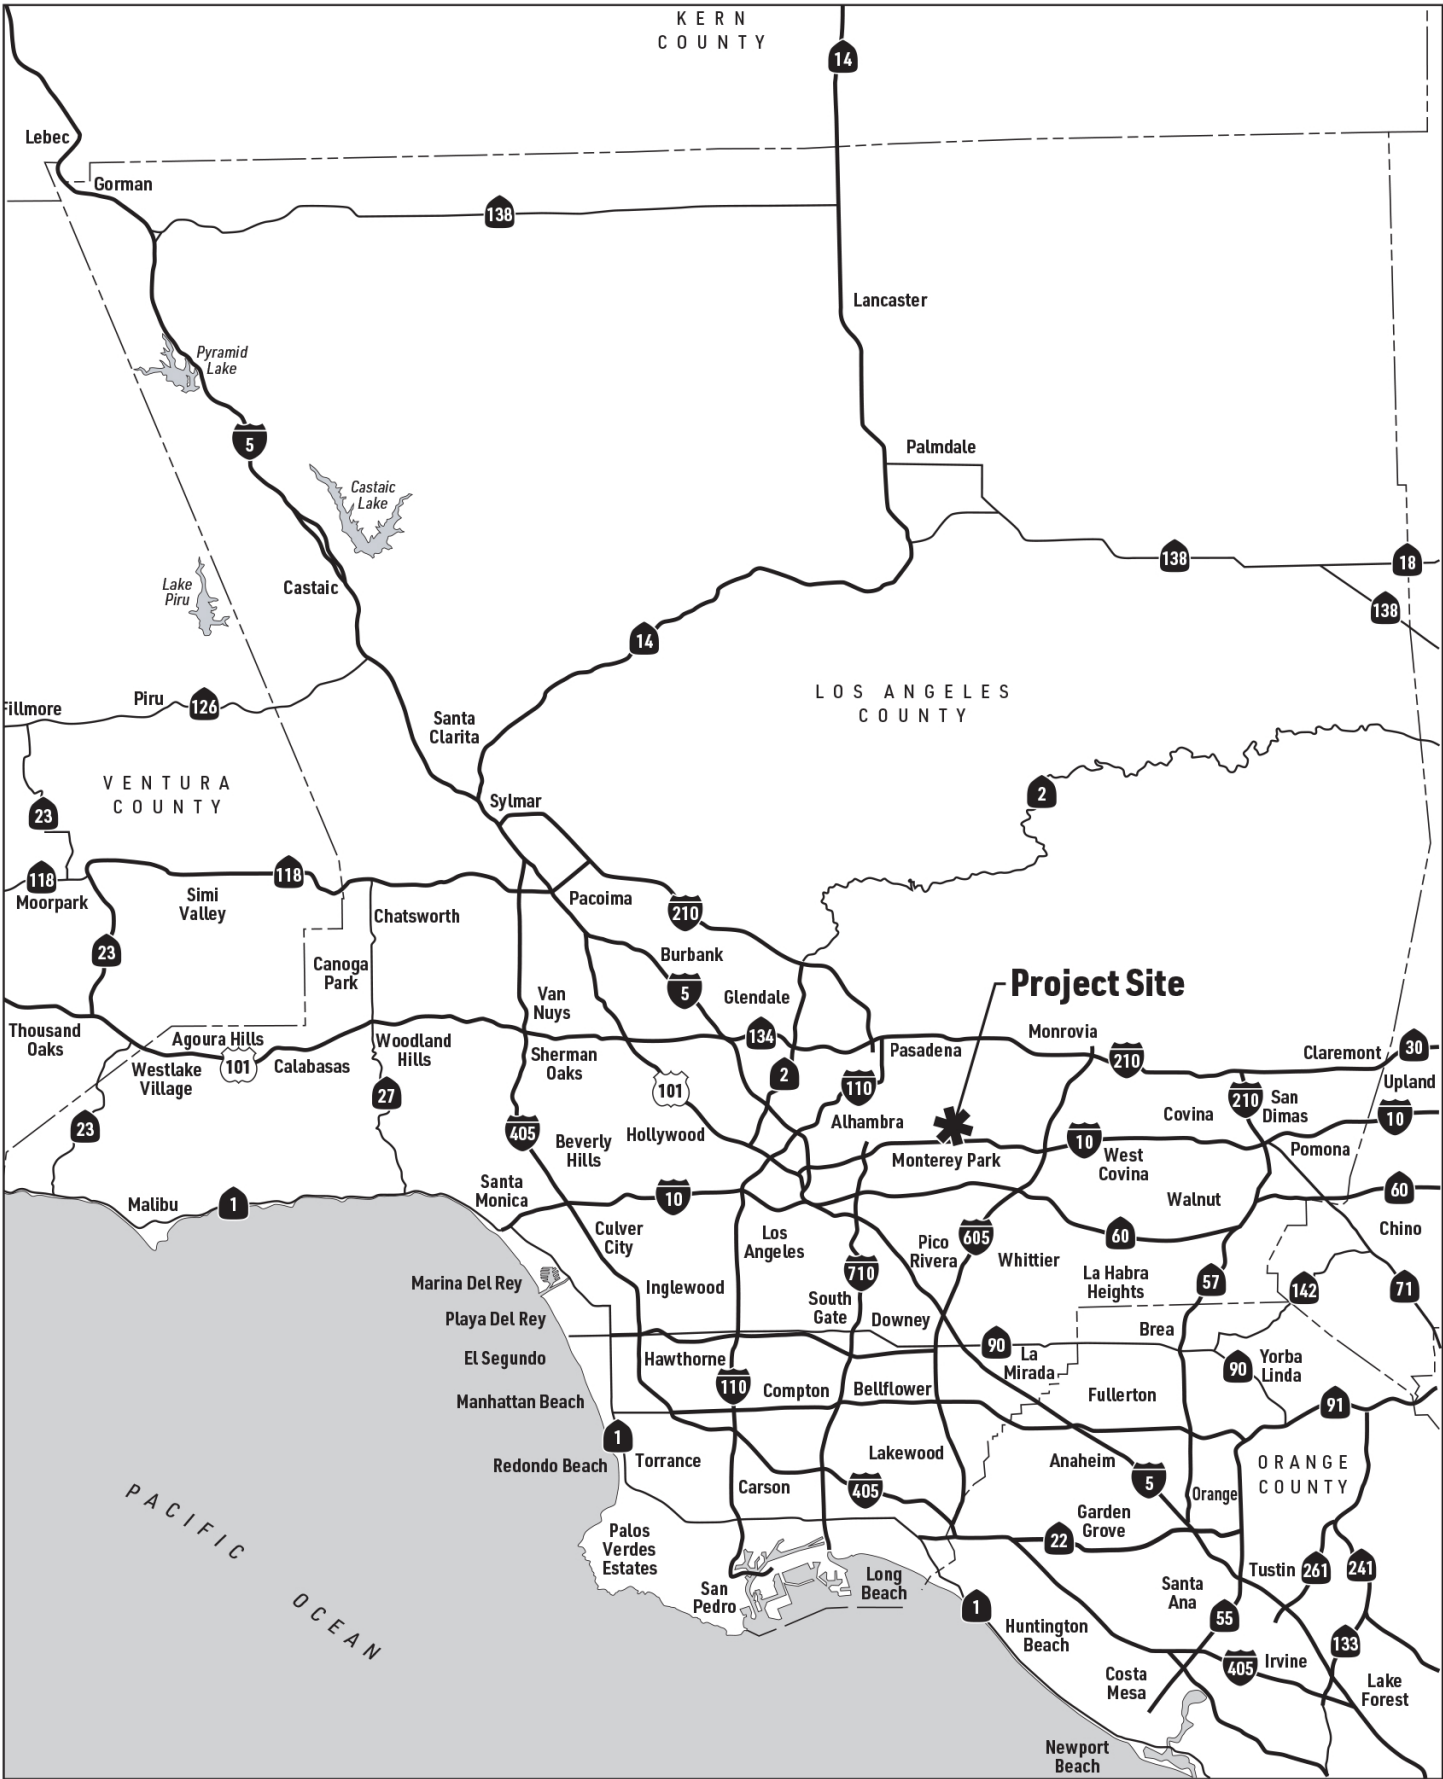 KERN
COUNTY
14
Lebec
Gorman
138
Lancaster
Pyramid
Lake
5
Palmdale
Castaic
Lake
138
18
Lake
Piru
Castaic
138
14
LOS ANGELES
COUNTY
Piru
126
Fillmore
Santa
Clarita
VENTURA
COUNTY
2
Sylmar
23
118
118
Moorpark
Simi
Valley
Pacoima
Chatsworth
210
23
Burbank
Canoga
Park
Project Site
5
Van
Nuys
Glendale
Thousand
Oaks
Agoura Hills
Woodland
Hills
134
Monrovia
Pasadena
210
Claremont
30
Westlake
Village
101
Calabasas
Sherman
Oaks
2
110
Upland
27
101
210
San
Dimas
10
23
405
Beverly
Hills
Hollywood
Alhambra
Covina
10
Monterey Park
West
Covina
Pomona
Santa
Monica
Malibu
1
10
Walnut
60
Culver
City
Los
Angeles
Pico
Rivera
605
Whittier
60
Chino
Marina Del Rey
Inglewood
710
La Habra
Heights
57
142
71
Playa Del Rey
South
Gate
Downey
Brea
El Segundo
Hawthorne
90
La
Mirada
90
Yorba
Linda
Manhattan Beach
110
Compton
Bellflower
Fullerton
91
1
Redondo Beach
Torrance
Lakewood
Anaheim
ORANGE
COUNTY
Carson
405
5
Orange
PACIFIC
OCEAN
Palos
Verdes
Estates
Garden
Grove
22
San
Pedro
Long
Beach
Tustin
261
241
Santa
Ana
1
55
Huntington
Beach
133
405
Irvine
Costa
Mesa
Lake
Forest
Newport
Beach